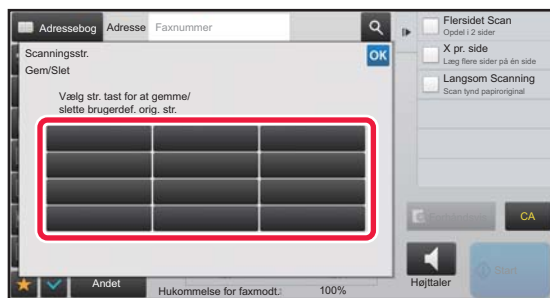 Adressebog Adresse Faxnummer
Scanningsstr.
Gem/Slet
OK
Vælg str. tast for at gemme/
slette brugerdef. orig. str.
Flersidet Scan
Opdel i 2 sider
X pr. side
Læg flere sider på én side
Langsom Scanning
Scan tynd papiroriginal
CA
Start
Højttaler
Andet
Hukommelse for faxmodt.: 100%